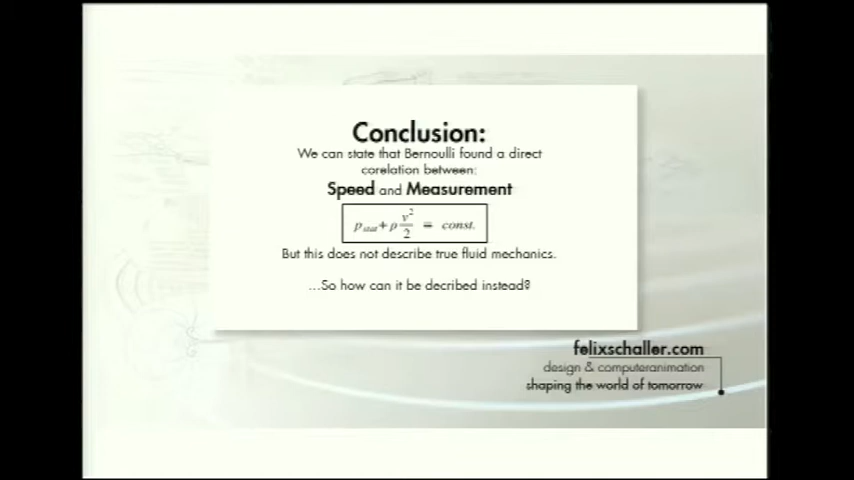 Conclusion:
We can state that Bernoulli found a direct
corelation between:
Speed and Measurement
p_stat + ρ v²/2 = const.
But this does not describe true fluid mechanics.
...So how can it be decribed instead?
felixschaller.com
design & computeranimation
shaping the world of tomorrow